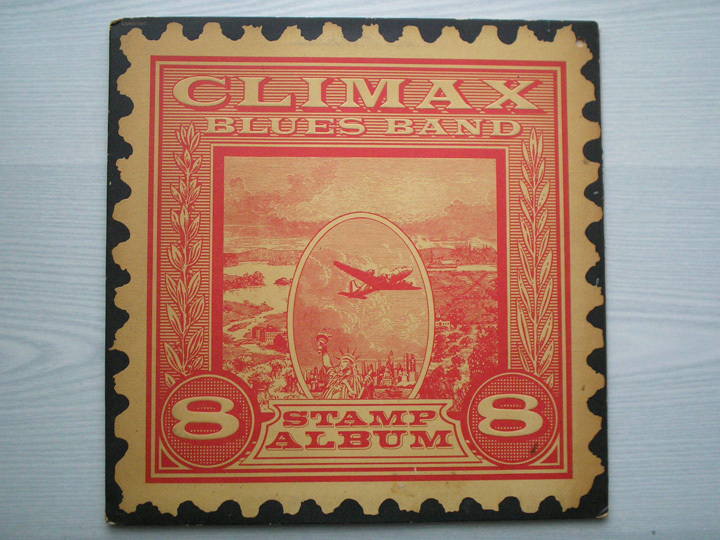 CLIMAX
BLUES BAND
8 STAMP 8
ALBUM